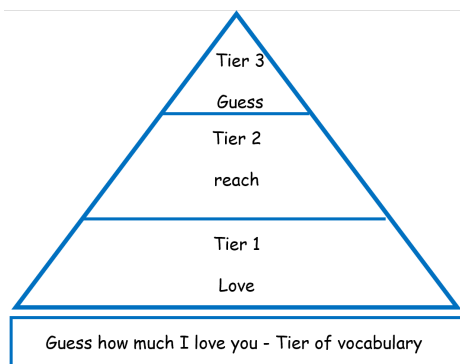 Tier 3
Guess
Tier 2
reach
Tier 1
Love
Guess how much I love you - Tier of vocabulary